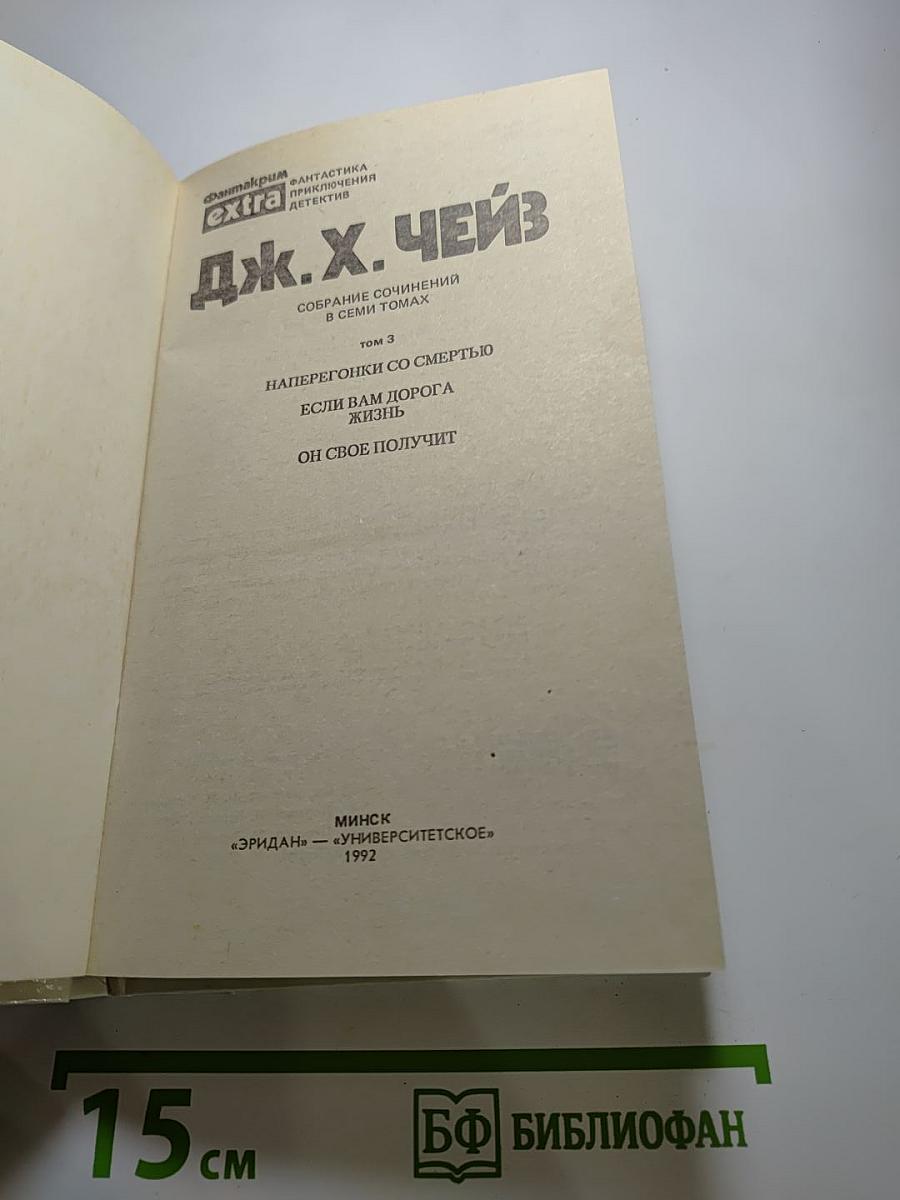 Фантакрим
extra
ФАНТАСТИКА
ПРИКЛЮЧЕНИЯ
ДЕТЕКТИВ
ДЖ. Х. ЧЕЙЗ
СОБРАНИЕ СОЧИНЕНИЙ
В СЕМИ ТОМАХ
том 3
НАПЕРЕГОНКИ СО СМЕРТЬЮ
ЕСЛИ ВАМ ДОРОГА
ЖИЗНЬ
ОН СВОЕ ПОЛУЧИТ
МИНСК
«ЭРИДАН» — «УНИВЕРСИТЕТСКОЕ»
1992
15 см
БФ БИБЛИОФАН